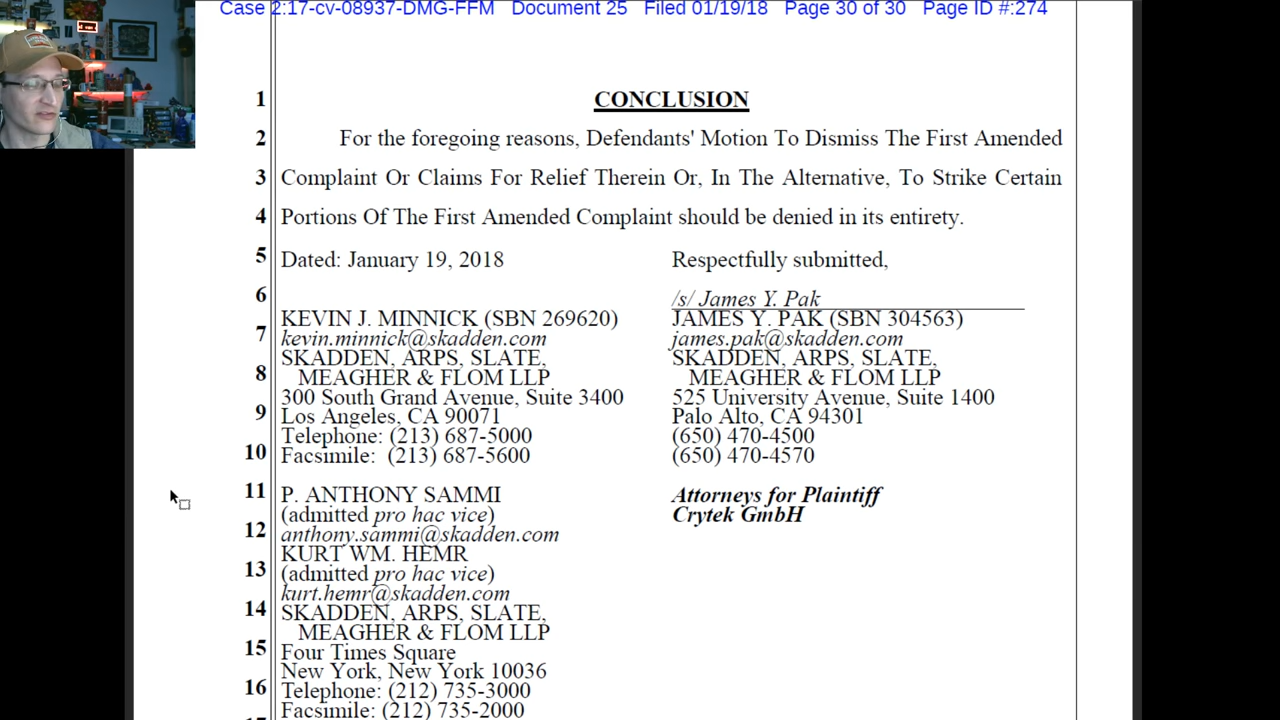 Case 2:17-cv-08937-DMG-FFM Document 25 Filed 01/19/18 Page 30 of 30 Page ID #:274
1 CONCLUSION
2 For the foregoing reasons, Defendants' Motion To Dismiss The First Amended
3 Complaint Or Claims For Relief Therein Or, In The Alternative, To Strike Certain
4 Portions Of The First Amended Complaint should be denied in its entirety.
5 Dated: January 19, 2018 Respectfully submitted,
6 /s/ James Y. Pak
KEVIN J. MINNICK (SBN 269620) JAMES Y. PAK (SBN 304563)
7 kevin.minnick@skadden.com james.pak@skadden.com
SKADDEN, ARPS, SLATE, SKADDEN, ARPS, SLATE,
8 MEAGHER & FLOM LLP MEAGHER & FLOM LLP
300 South Grand Avenue, Suite 3400 525 University Avenue, Suite 1400
9 Los Angeles, CA 90071 Palo Alto, CA 94301
Telephone: (213) 687-5000 (650) 470-4500
10 Facsimile: (213) 687-5600 (650) 470-4570
11 P. ANTHONY SAMMI Attorneys for Plaintiff
(admitted pro hac vice) Crytek GmbH
12 anthony.sammi@skadden.com
KURT WM. HEMR
13 (admitted pro hac vice)
kurt.hemr@skadden.com
14 SKADDEN, ARPS, SLATE,
MEAGHER & FLOM LLP
15 Four Times Square
New York, New York 10036
16 Telephone: (212) 735-3000
Facsimile: (212) 735-2000